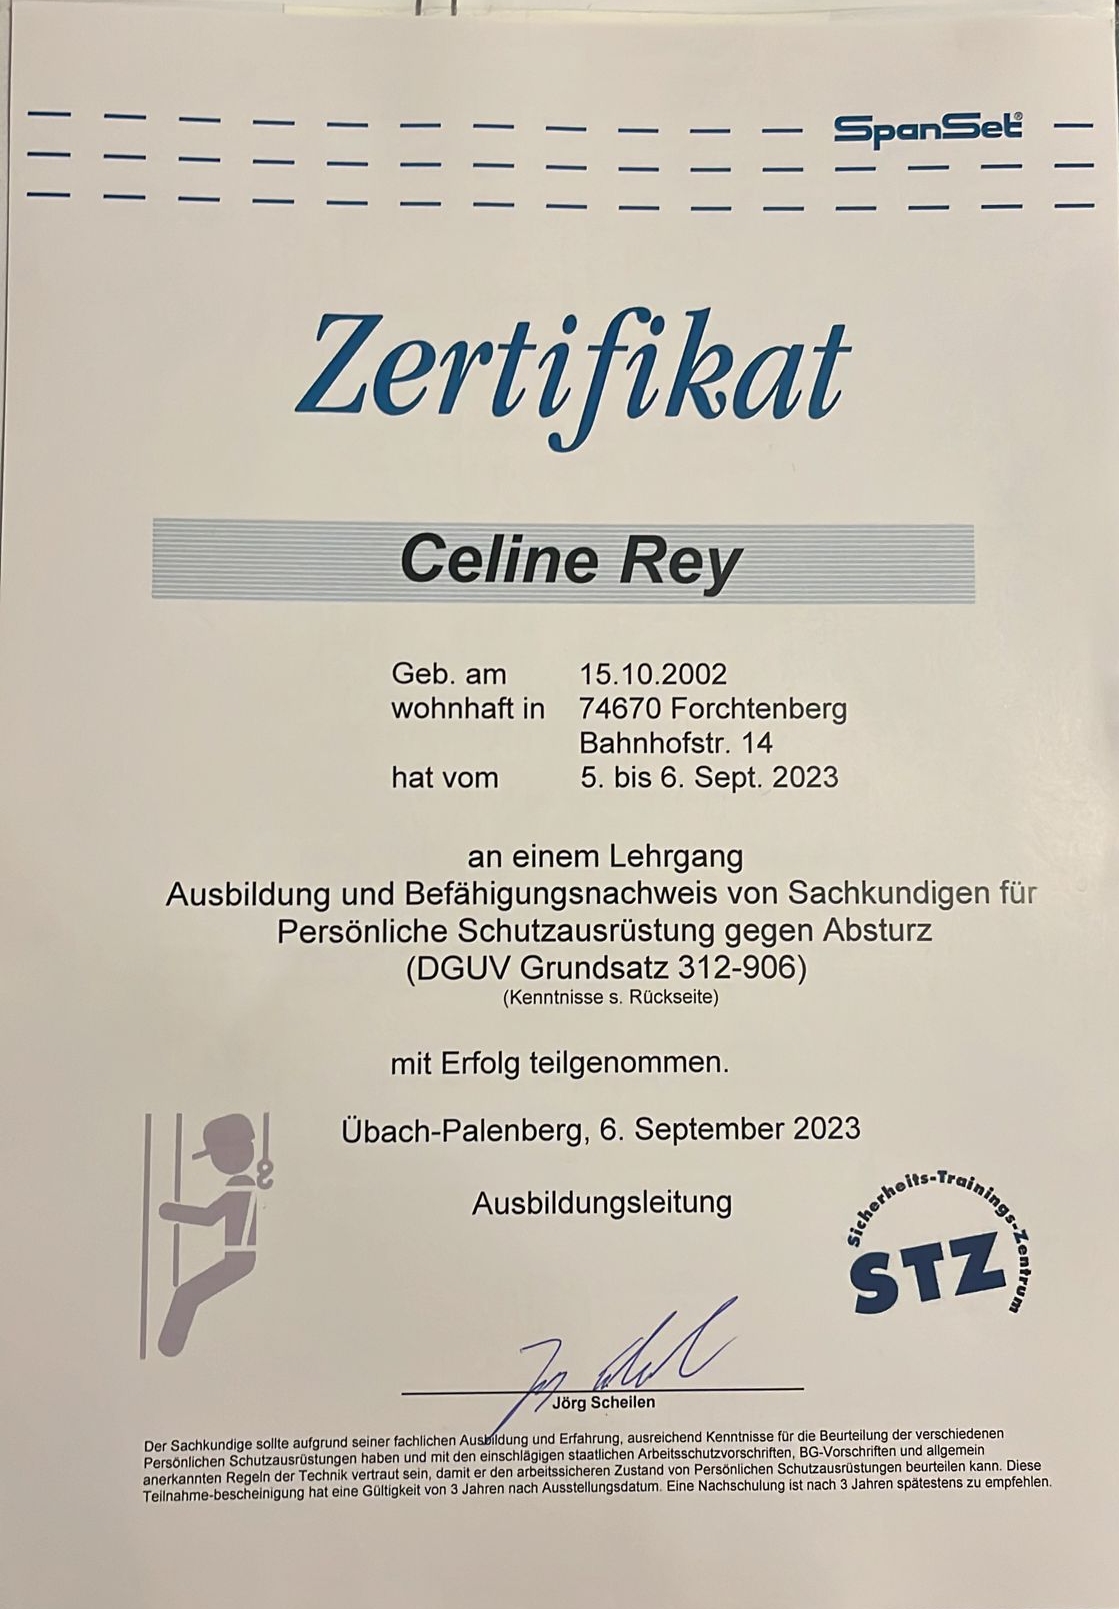 SpanSet®
Zertifikat
Celine Rey
Geb. am 15.10.2002
wohnhaft in 74670 Forchtenberg
Bahnhofstr. 14
hat vom 5. bis 6. Sept. 2023
an einem Lehrgang
Ausbildung und Befähigungsnachweis von Sachkundigen für
Persönliche Schutzausrüstung gegen Absturz
(DGUV Grundsatz 312-906)
(Kenntnisse s. Rückseite)
mit Erfolg teilgenommen.
Übach-Palenberg, 6. September 2023
Ausbildungsleitung
Sicherheits-Trainings-Zentrum
STZ
Jörg Scheilen
Der Sachkundige sollte aufgrund seiner fachlichen Ausbildung und Erfahrung, ausreichend Kenntnisse für die Beurteilung der verschiedenen
Persönlichen Schutzausrüstungen haben und mit den einschlägigen staatlichen Arbeitsschutzvorschriften, BG-Vorschriften und allgemein
anerkannten Regeln der Technik vertraut sein, damit er den arbeitssicheren Zustand von Persönlichen Schutzausrüstungen beurteilen kann. Diese
Teilnahme-bescheinigung hat eine Gültigkeit von 3 Jahren nach Ausstellungsdatum. Eine Nachschulung ist nach 3 Jahren spätestens zu empfehlen.